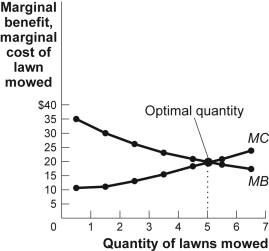 Marginal
benefit,
marginal
cost of
lawn
mowed
$40
35
30
25
20
15
10
5
Optimal quantity
MC
MB
0 1 2 3 4 5 6 7
Quantity of lawns mowed